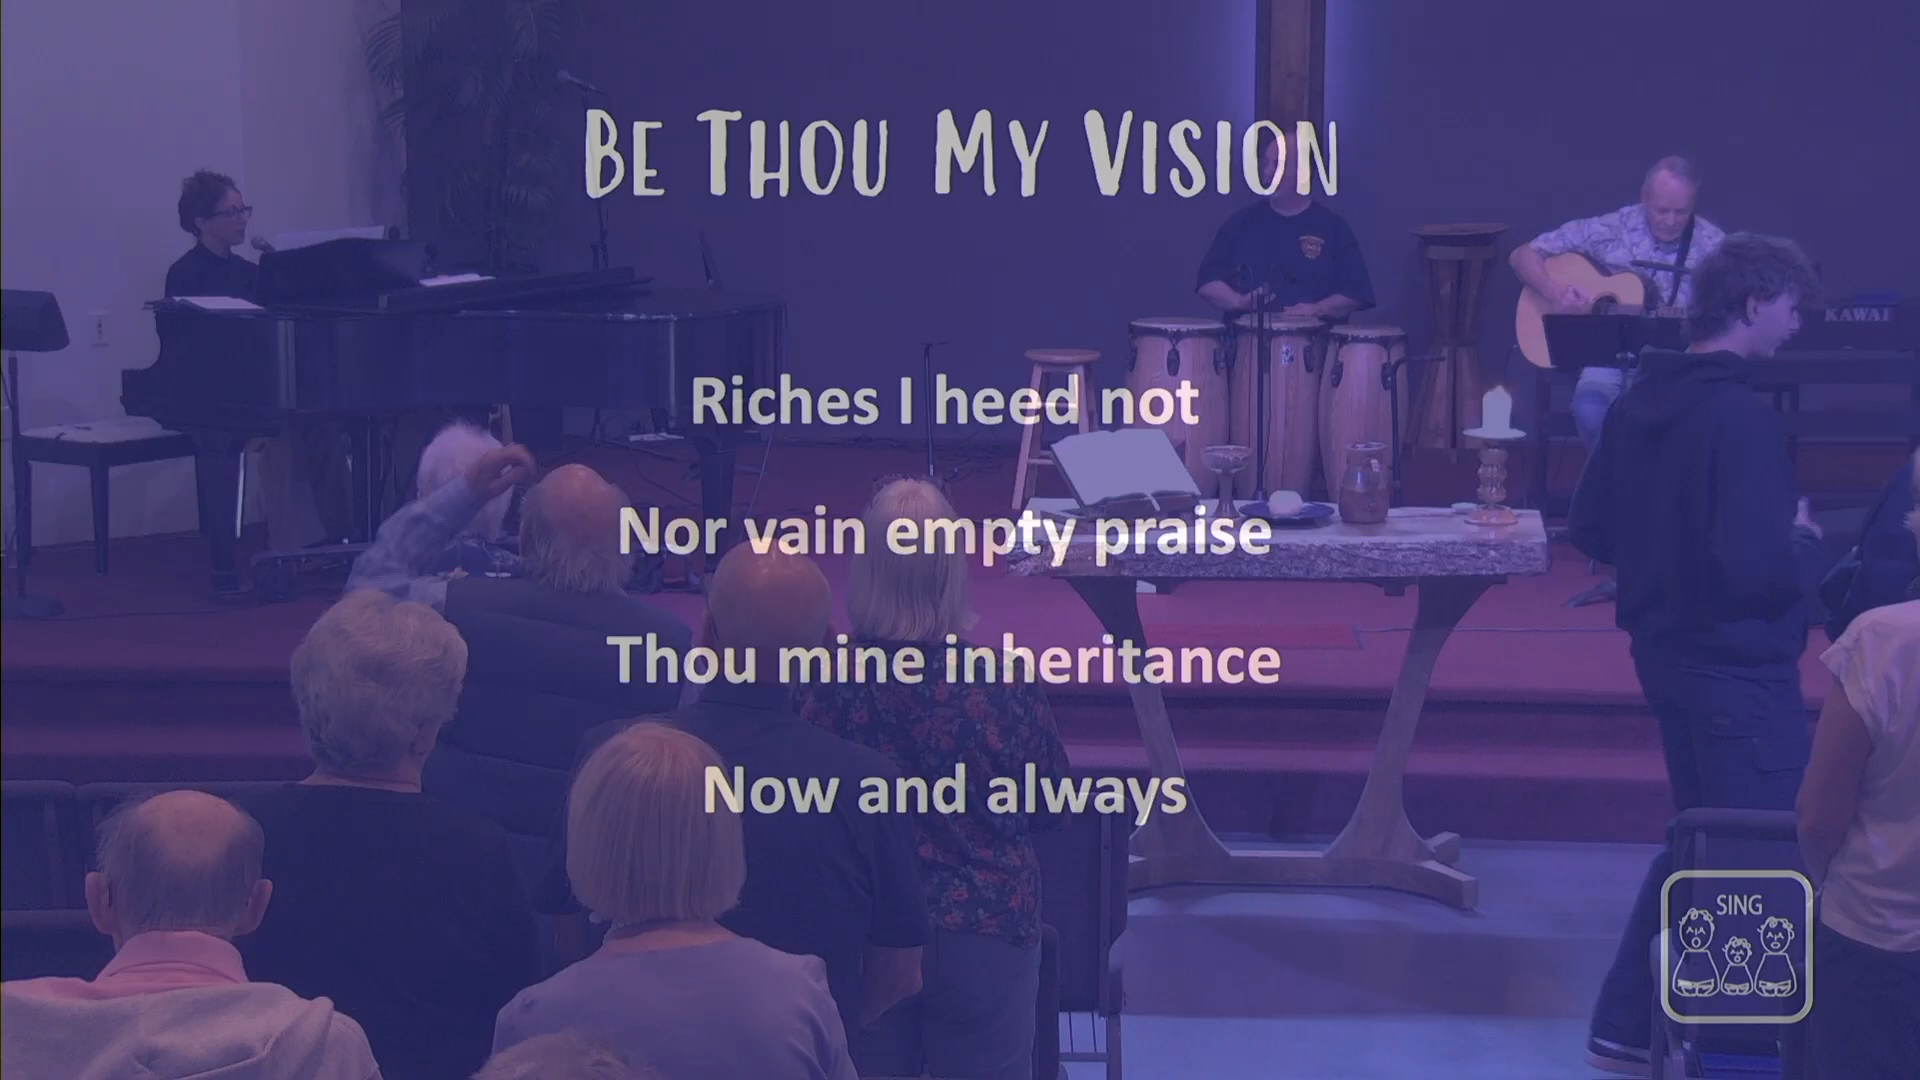 BE THOU MY VISION
KAWAI
Riches I heed not
Nor vain empty praise
Thou mine inheritance
Now and always
SING